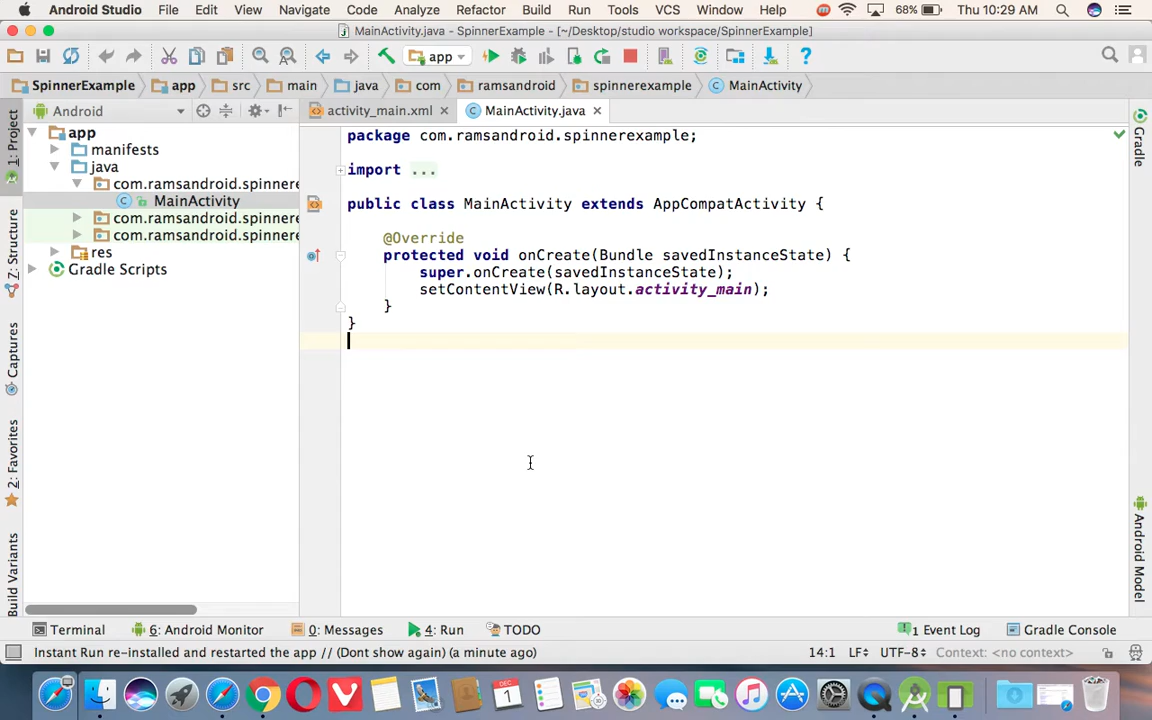 Android Studio File Edit View Navigate Code Analyze Refactor Build Run Tools VCS Window Help 68% Thu 10:29 AM
MainActivity.java - SpinnerExample - [~/Desktop/studio workspace/SpinnerExample]
app
SpinnerExample app src main java com ramsandroid spinnerexample MainActivity
Android
activity_main.xml MainActivity.java
1: Project
Z: Structure
Captures
2: Favorites
Build Variants
app
manifests
java
com.ramsandroid.spinnere
MainActivity
com.ramsandroid.spinnere
com.ramsandroid.spinnere
res
Gradle Scripts
package com.ramsandroid.spinnerexample;
import ...
public class MainActivity extends AppCompatActivity {
@Override
protected void onCreate(Bundle savedInstanceState) {
super.onCreate(savedInstanceState);
setContentView(R.layout.activity_main);
}
}
Gradle
Android Model
Terminal 6: Android Monitor 0: Messages 4: Run TODO 1 Event Log Gradle Console
Instant Run re-installed and restarted the app // (Dont show again) (a minute ago) 14:1 LF UTF-8 Context: <no context>
DEC
1